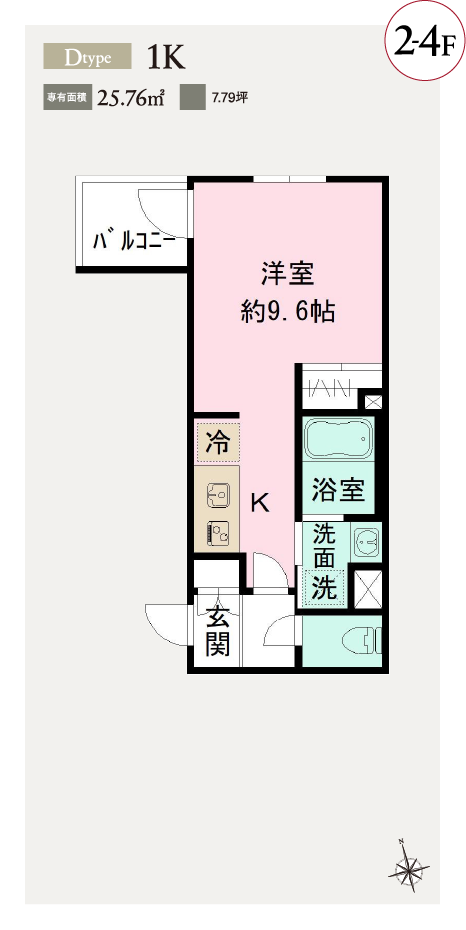 2-4F
Dtype 1K
専有面積 25.76㎡ 7.79坪
バルコニー
洋室
約9.6帖
冷
K
浴室
洗面
洗
玄関
N